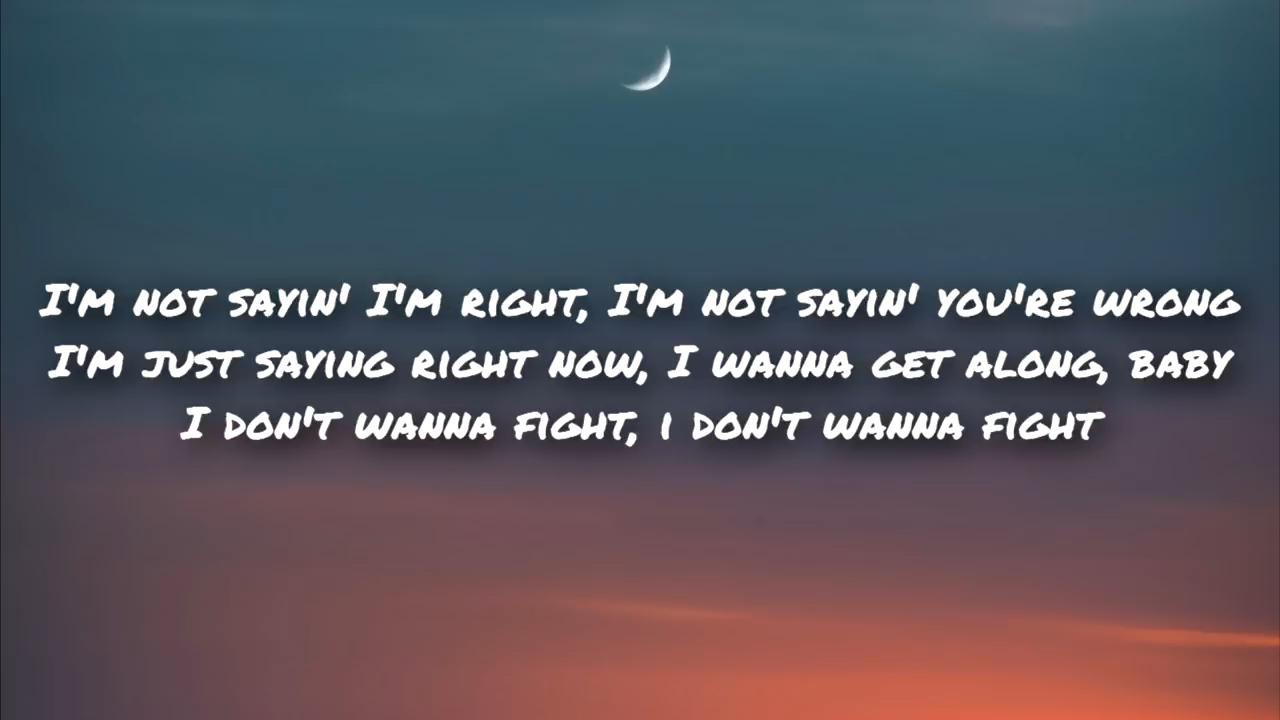 I'm not sayin' I'm right, I'm not sayin' you're wrong
I'm just saying right now, I wanna get along, baby
I don't wanna fight, i don't wanna fight